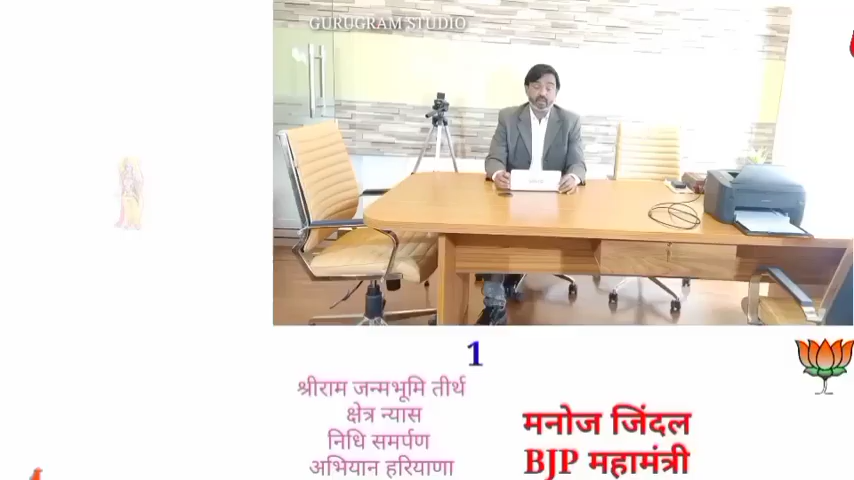 GURUGRAM STUDIO
1
श्रीराम जन्मभूमि तीर्थ
क्षेत्र न्यास
निधि समर्पण
अभियान हरियाणा
मनोज जिंदल
BJP महामंत्री